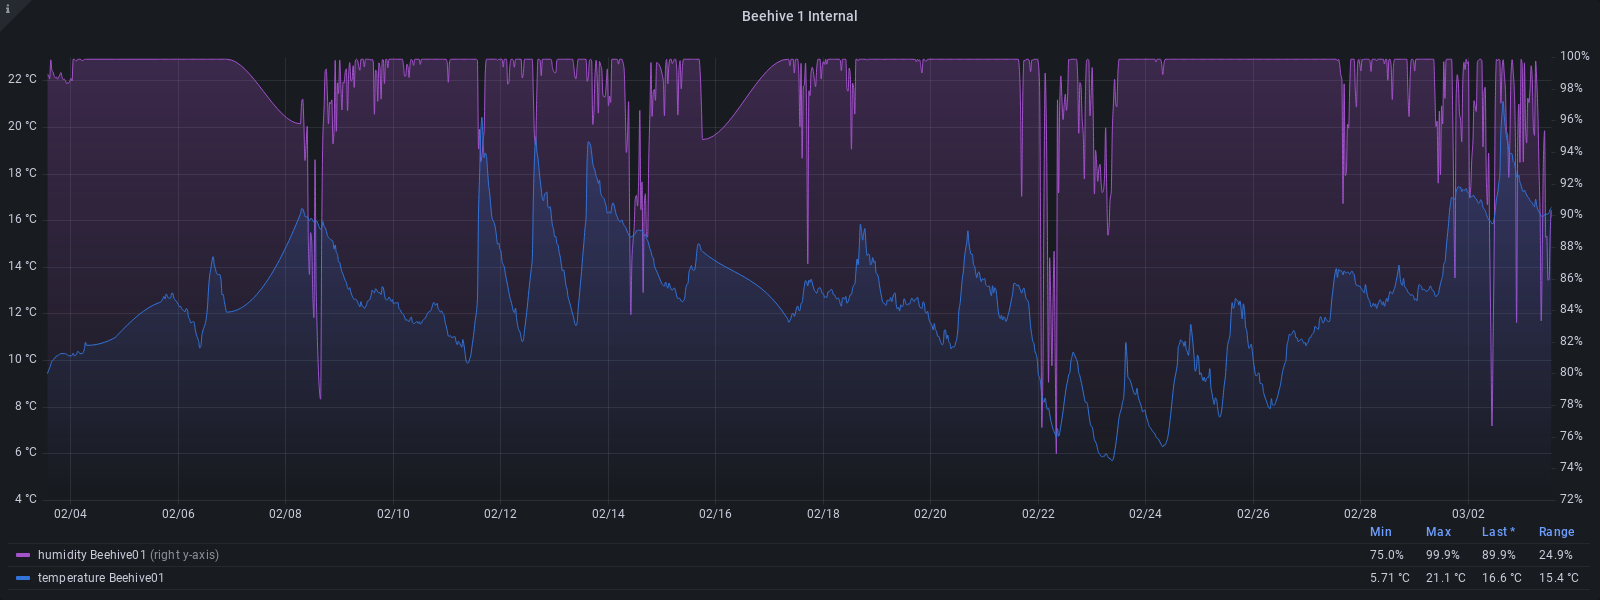 i
Beehive 1 Internal
22 °C
20 °C
18 °C
16 °C
14 °C
12 °C
10 °C
8 °C
6 °C
4 °C
100%
98%
96%
94%
92%
90%
88%
86%
84%
82%
80%
78%
76%
74%
72%
02/04 02/06 02/08 02/10 02/12 02/14 02/16 02/18 02/20 02/22 02/24 02/26 02/28 03/02
Min Max Last * Range
humidity Beehive01 (right y-axis) 75.0% 99.9% 89.9% 24.9%
temperature Beehive01 5.71 °C 21.1 °C 16.6 °C 15.4 °C